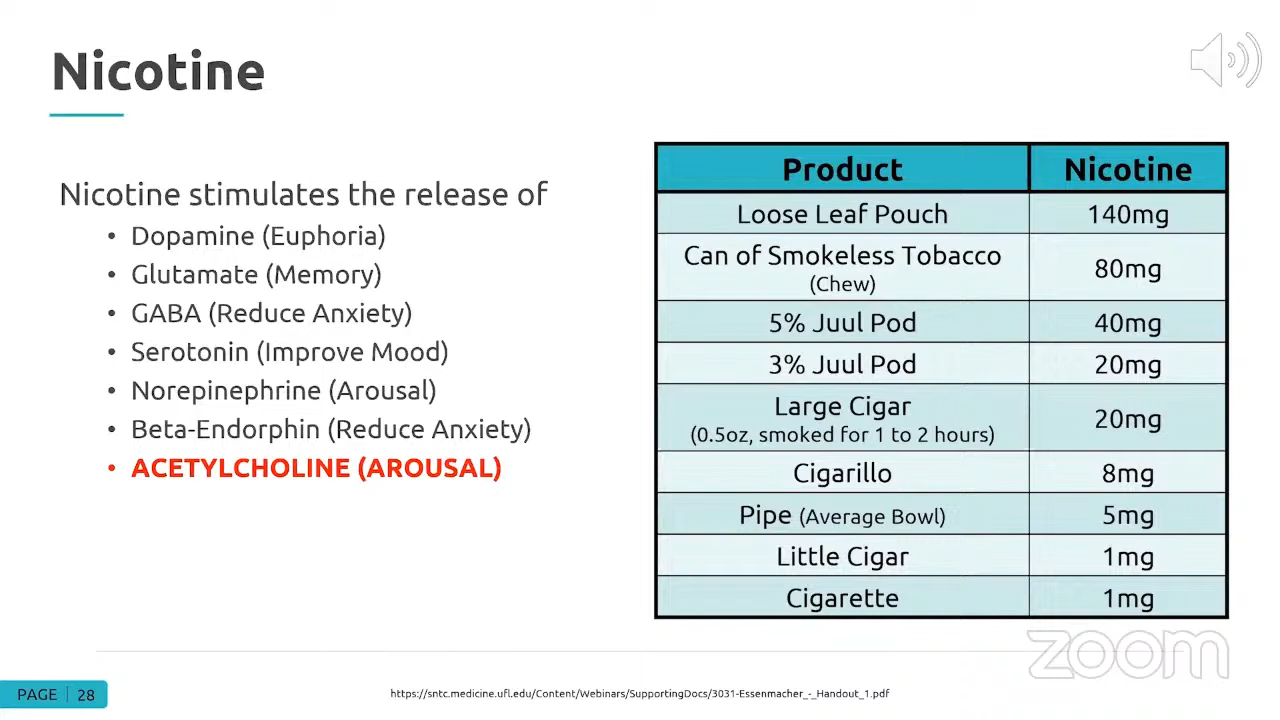 Nicotine
Nicotine stimulates the release of
• Dopamine (Euphoria)
• Glutamate (Memory)
• GABA (Reduce Anxiety)
• Serotonin (Improve Mood)
• Norepinephrine (Arousal)
• Beta-Endorphin (Reduce Anxiety)
• ACETYLCHOLINE (AROUSAL)
Product Nicotine
Loose Leaf Pouch 140mg
Can of Smokeless Tobacco
(Chew) 80mg
5% Juul Pod 40mg
3% Juul Pod 20mg
Large Cigar
(0.5oz, smoked for 1 to 2 hours) 20mg
Cigarillo 8mg
Pipe (Average Bowl) 5mg
Little Cigar 1mg
Cigarette 1mg
zoom
PAGE 28
https://sntc.medicine.ufl.edu/Content/Webinars/SupportingDocs/3031-Essenmacher_-_Handout_1.pdf